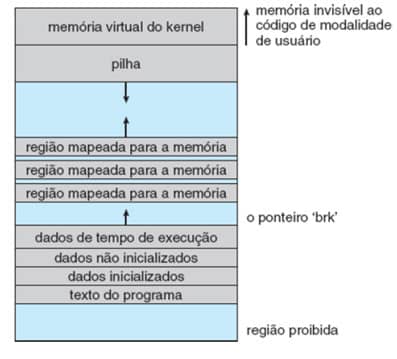 memória virtual do kernel
memória invisível ao
código de modalidade
de usuário
pilha
região mapeada para a memória
região mapeada para a memória
região mapeada para a memória
o ponteiro ‘brk’
dados de tempo de execução
dados não inicializados
dados inicializados
texto do programa
região proibida